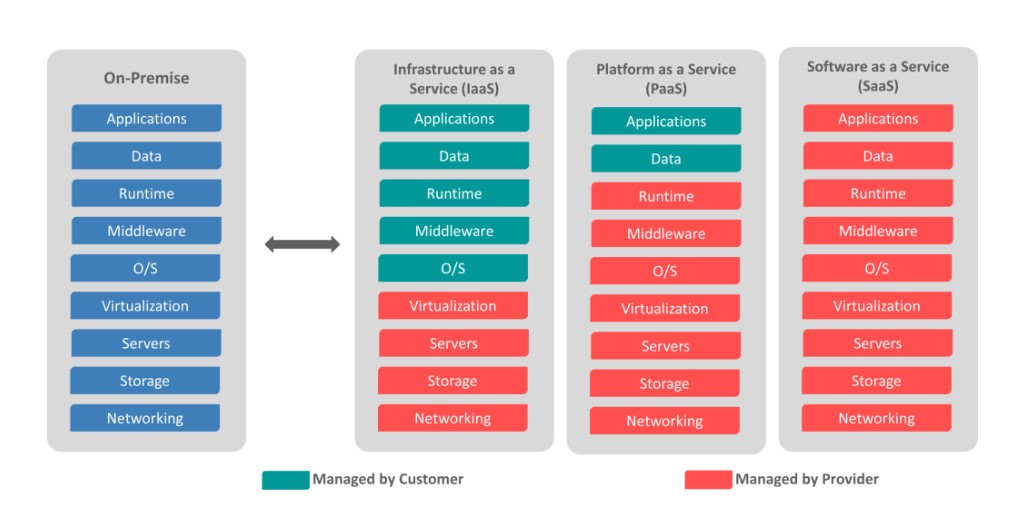 On-Premise
Applications
Data
Runtime
Middleware
O/S
Virtualization
Servers
Storage
Networking
Infrastructure as a
Service (IaaS)
Applications
Data
Runtime
Middleware
O/S
Virtualization
Servers
Storage
Networking
Platform as a Service
(PaaS)
Applications
Data
Runtime
Middleware
O/S
Virtualization
Servers
Storage
Networking
Software as a Service
(SaaS)
Applications
Data
Runtime
Middleware
O/S
Virtualization
Servers
Storage
Networking
Managed by Customer
Managed by Provider